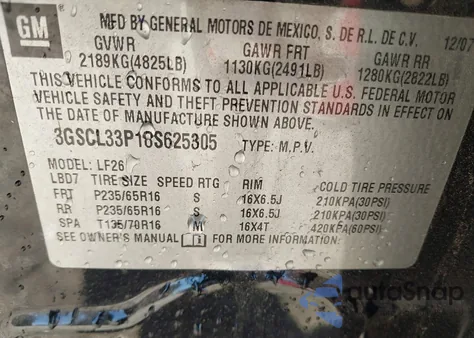 GM
MFD BY GENERAL MOTORS DE MEXICO, S. DE R.L. DE C.V. 12/07
GVWR GAWR FRT GAWR RR
2189KG(4825LB) 1130KG(2491LB) 1280KG(2822LB)
THIS VEHICLE CONFORMS TO ALL APPLICABLE U.S. FEDERAL MOTOR
VEHICLE SAFETY AND THEFT PREVENTION STANDARDS IN EFFECT ON
THE DATE OF MANUFACTURE SHOWN ABOVE.
3GSCL33P18S625305 TYPE: M.P.V.
MODEL: LF26
LBD7 TIRE SIZE SPEED RTG RIM COLD TIRE PRESSURE
FRT P235/65R16 S 16X6.5J 210KPA(30PSI)
RR P235/65R16 S 16X6.5J 210KPA(30PSI)
SPA T135/70R16 M 16X4T 420KPA(60PSI)
SEE OWNER'S MANUAL FOR MORE INFORMATION.
autoSnap